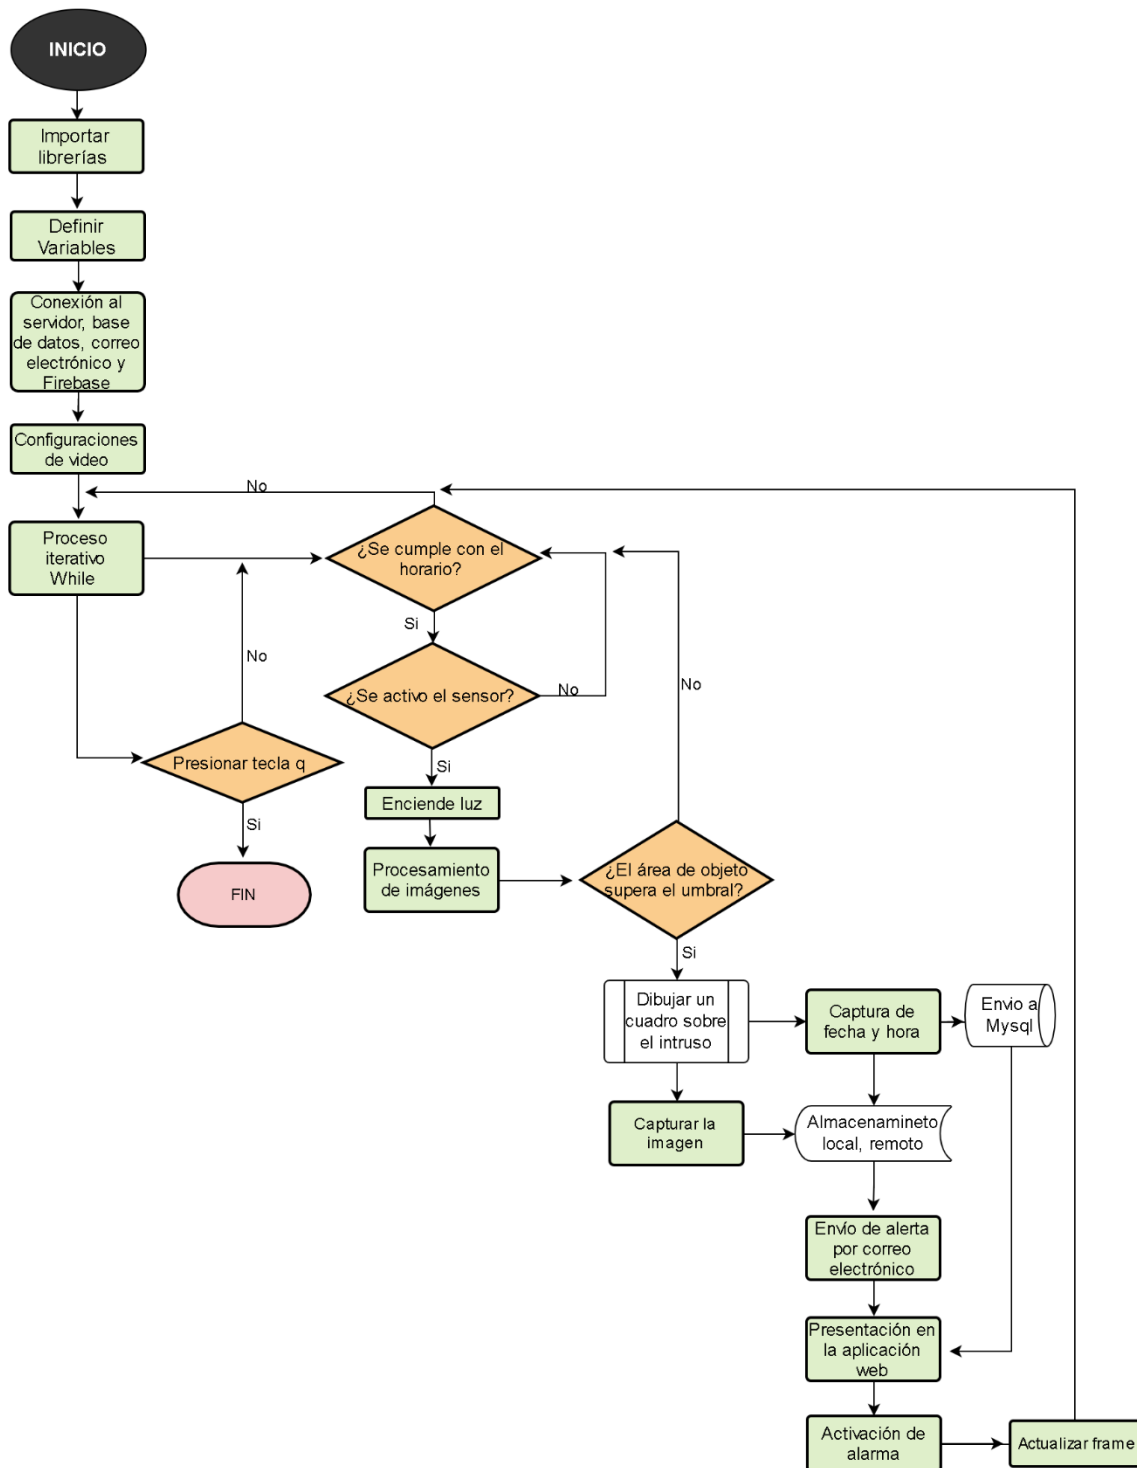 INICIO
Importar
librerías
Definir
Variables
Conexión al
servidor, base
de datos, correo
electrónico y
Firebase
Configuraciones
de video
No
Proceso
iterativo
While
¿Se cumple con el
horario?
Si
No
¿Se activo el sensor?
No
No
Presionar tecla q
Si
Si
Enciende luz
FIN
Procesamiento
de imágenes
¿El área de objeto
supera el umbral?
Si
Dibujar un
cuadro sobre
el intruso
Captura de
fecha y hora
Envio a
Mysql
Capturar la
imagen
Almacenamineto
local, remoto
Envío de alerta
por correo
electrónico
Presentación en
la aplicación
web
Activación de
alarma
Actualizar frame